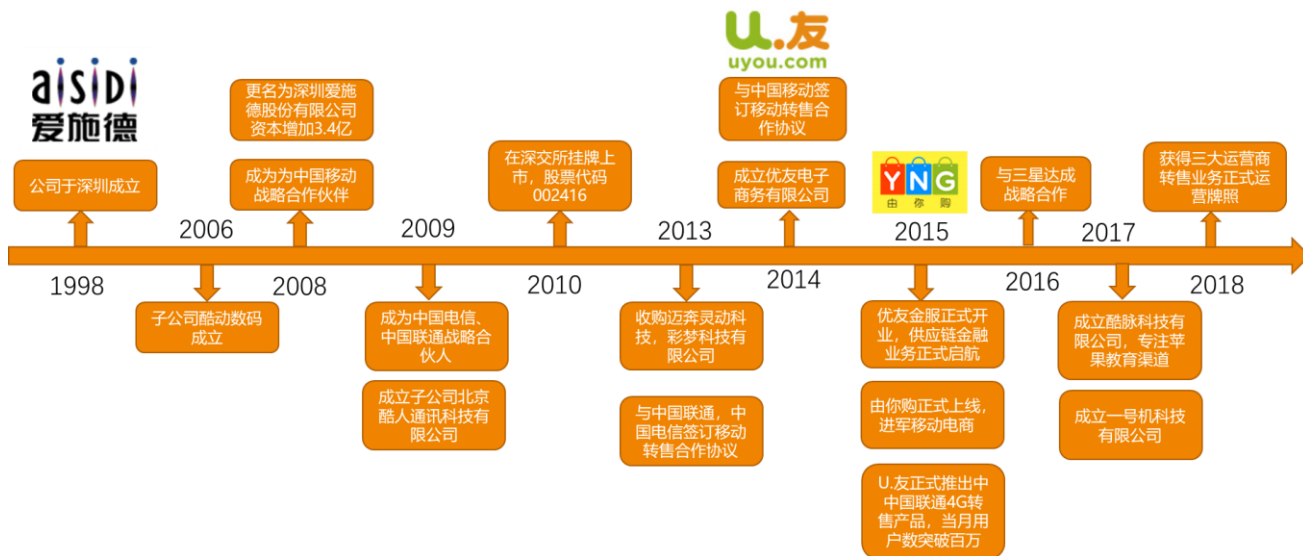 aisidi
爱施德
公司于深圳成立
1998
2006
子公司酷动数码
成立
更名为深圳爱施
德股份有限公司
资本增加3.4亿
成为为中国移动
战略合作伙伴
2008
2009
成为中国电信、
中国联通战略合
伙人
成立子公司北京
酷人通讯科技有
限公司
在深交所挂牌上
市，股票代码
002416
2010
2013
收购迈奔灵动科
技，彩梦科技有
限公司
与中国联通，中
国电信签订移动
转售合作协议
u.友
uyou.com
与中国移动签
订移动转售合
作协议
成立优友电子
商务有限公司
2014
YNG
由你购
2015
优友金服正式开
业，供应链金融
业务正式启航
由你购正式上线，
进军移动电商
U.友正式推出中
中国联通4G转
售产品，当月用
户数突破百万
与三星达成
战略合作
2016
2017
成立酷脉科技有
限公司，专注苹
果教育渠道
成立一号机科技
有限公司
获得三大运营商
转售业务正式运
营牌照
2018